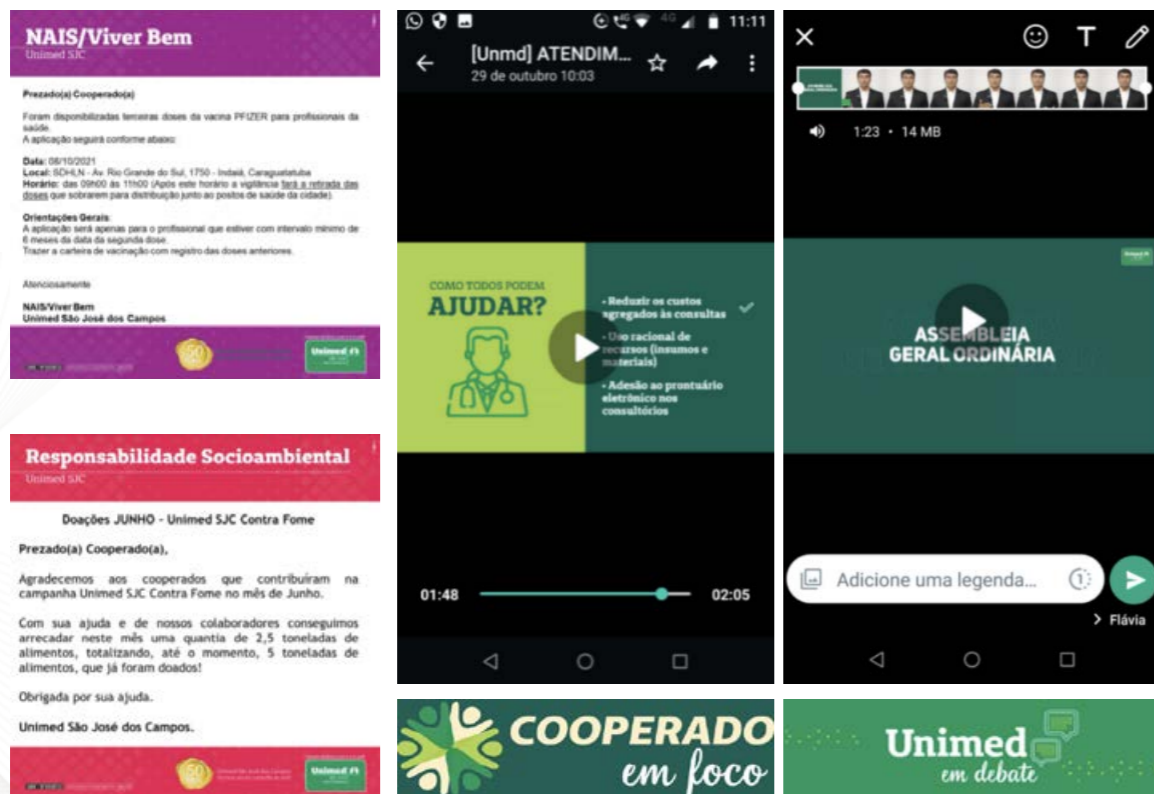 NAIS/Viver Bem
Unimed SJC
Prezado(a) Cooperado(a)
Foram disponibilizadas terceiras doses da vacina PFIZER para profissionais da
saúde.
A aplicação seguirá conforme abaixo:
Data: 08/10/2021
Local: SDHLN - Av. Rio Grande do Sul, 1750 - Indaiá, Caraguatatuba
Horário: das 09h00 às 11h00 (Após este horário a vigilância fará a retirada das
doses que sobrarem para distribuição junto ao postos de saúde da cidade).
Orientações Gerais
A aplicação será apenas para o profissional que estiver com intervalo mínimo de
6 meses da data da segunda dose.
Trazer a carteira de vacinação com registro das doses anteriores.
Atenciosamente
NAIS/Viver Bem
Unimed São José dos Campos
50
Unimed
Responsabilidade Socioambiental
Unimed SJC
Doações JUNHO - Unimed SJC Contra Fome
Prezado(a) Cooperado(a),
Agradecemos aos cooperados que contribuíram na
campanha Unimed SJC Contra Fome no mês de Junho.
Com sua ajuda e de nossos colaboradores conseguimos
arrecadar neste mês uma quantia de 2,5 toneladas de
alimentos, totalizando, até o momento, 5 toneladas de
alimentos, que já foram doados!
Obrigada por sua ajuda.
Unimed São José dos Campos.
50
Unimed
4G 4G 11:11
[Unmd] ATENDIM...
29 de outubro 10:03
COMO TODOS PODEM
AJUDAR?
- Reduzir os custos
agregados às consultas
- Uso racional de
recursos (insumos e
materiais)
- Adesão ao prontuário
eletrônico nos
consultórios
01:48 02:05
COOPERADO
em foco
T
1:23 • 14 MB
Unimed
ASSEMBLEIA
GERAL ORDINÁRIA
Adicione uma legenda... 1
> Flávia
Unimed
em debate